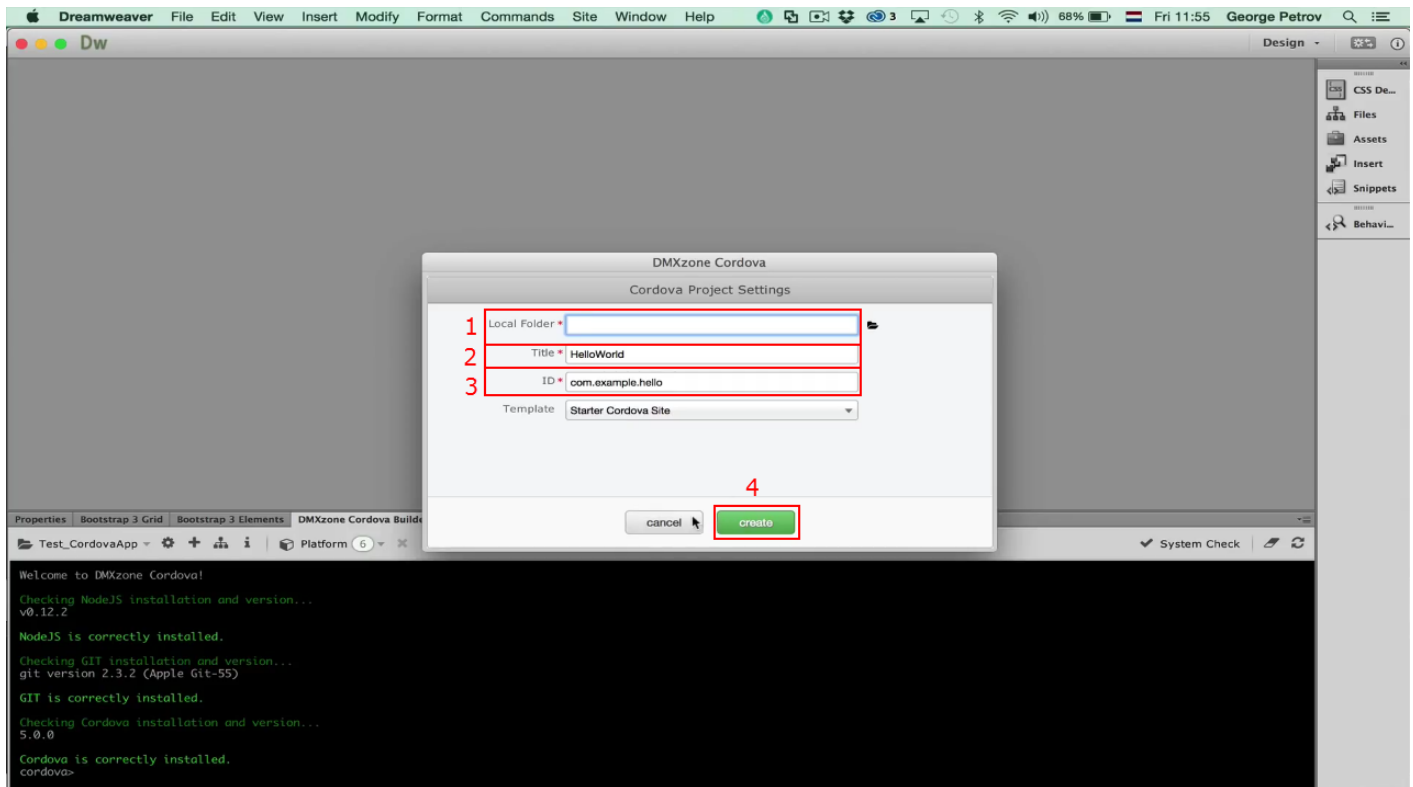 Dreamweaver File Edit View Insert Modify Format Commands Site Window Help 3 68% Fri 11:55 George Petrov
Dw Design
CSS De...
Files
Assets
Insert
Snippets
Behavi...
DMXzone Cordova
Cordova Project Settings
1 Local Folder *
2 Title * HelloWorld
3 ID * com.example.hello
Template Starter Cordova Site
4
cancel create
Properties Bootstrap 3 Grid Bootstrap 3 Elements DMXzone Cordova Builde
Test_CordovaApp Platform 6 System Check
Welcome to DMXzone Cordova!
Checking NodeJS installation and version...
v0.12.2
NodeJS is correctly installed.
Checking GIT installation and version...
git version 2.3.2 (Apple Git-55)
GIT is correctly installed.
Checking Cordova installation and version...
5.0.0
Cordova is correctly installed.
cordova>